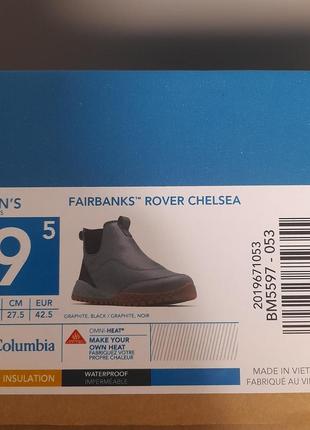 N'S
FAIRBANKS™ ROVER CHELSEA
9 5
CM EUR
27.5 42.5
GRAPHITE, BLACK / GRAPHITE, NOIR
Columbia
OMNI-HEAT®
MAKE YOUR
OWN HEAT
FABRIQUEZ VOTRE
PROPRE CHALEUR
INSULATION
WATERPROOF
IMPERMÉABLE
2019671053
BM5597 - 053
MADE IN VIET
FABRIQUÉ AU VI